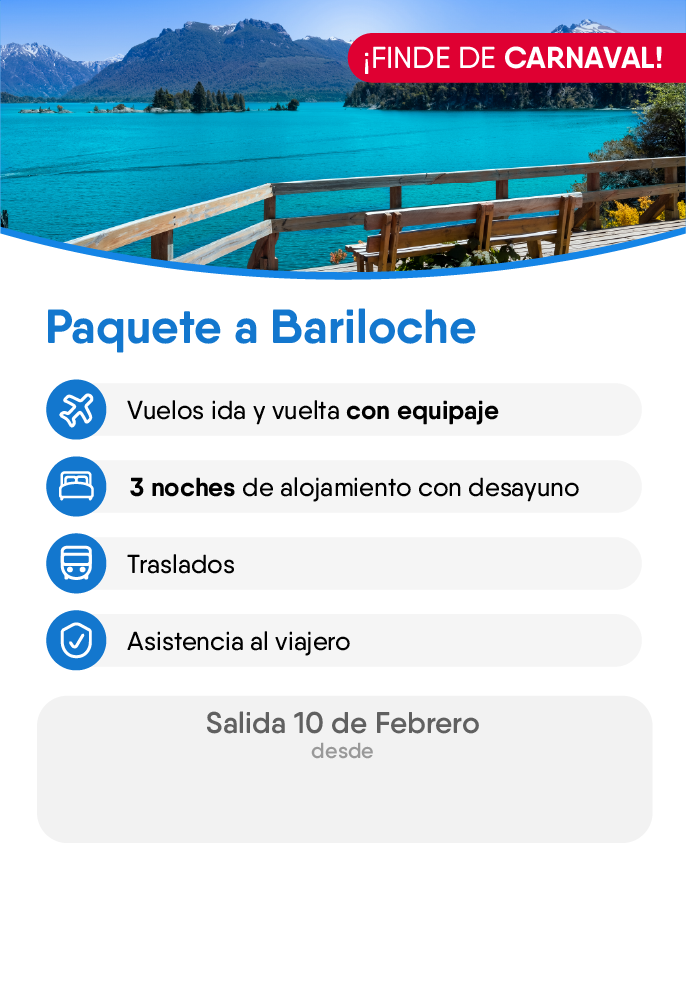 ¡FINDE DE CARNAVAL!
Paquete a Bariloche
Vuelos ida y vuelta con equipaje
3 noches de alojamiento con desayuno
Traslados
Asistencia al viajero
Salida 10 de Febrero
desde